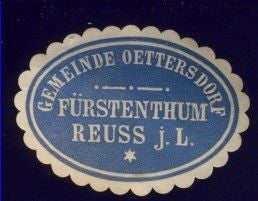 GEMEINDE OETTERSDORF
FÜRSTENTHUM
REUSS j. L.